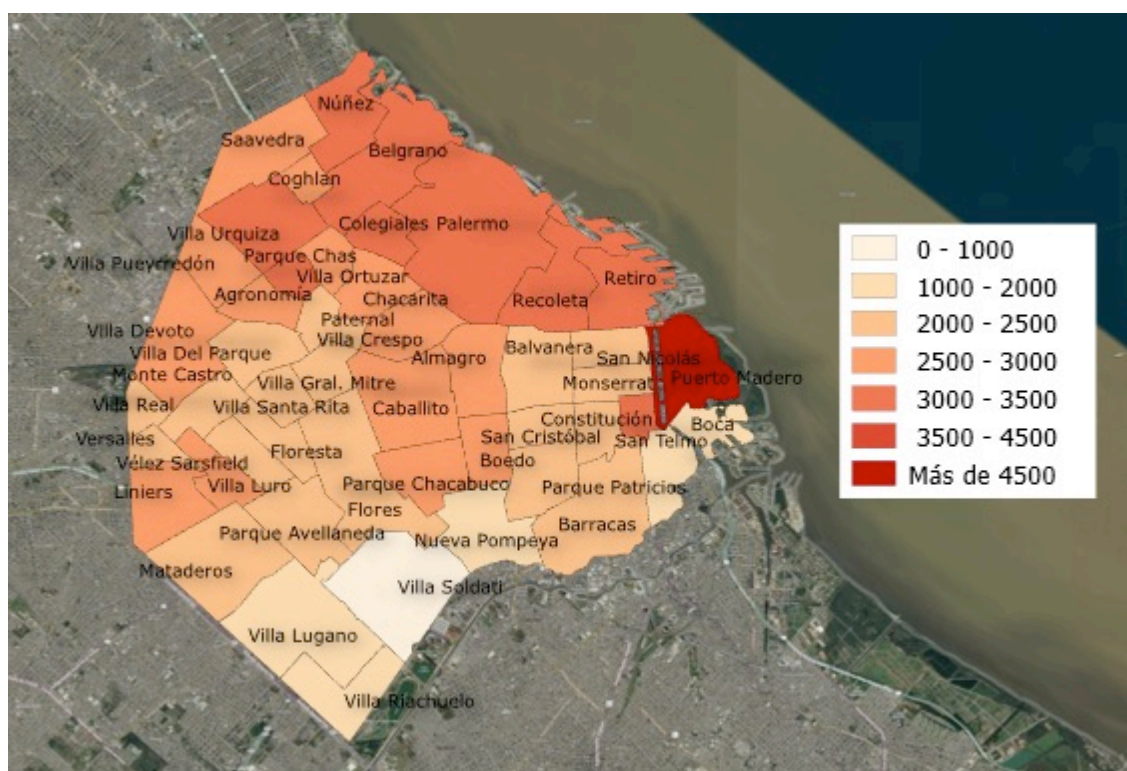 Núñez
Saavedra
Belgrano
Coghlan
Colegiales Palermo
Villa Urquiza
Parque Chas
Villa Pueyrredón
Villa Ortuzar
Retiro
Agronomía
Chacarita
Recoleta
Paternal
Villa Devoto
Villa Crespo
Villa Del Parque
Almagro
Balvanera
San Nicolás
Monte Castro
Puerto Madero
Villa Gral. Mitre
Monserrat
Villa Real
Villa Santa Rita
Caballito
Constitución
Boca
Versalles
San Cristóbal
San Telmo
Floresta
Vélez Sarsfield
Boedo
Villa Luro
Parque Chacabuco
Parque Patricios
Liniers
Flores
Barracas
Parque Avellaneda
Nueva Pompeya
Mataderos
Villa Soldati
Villa Lugano
Villa Riachuelo
0 - 1000
1000 - 2000
2000 - 2500
2500 - 3000
3000 - 3500
3500 - 4500
Más de 4500